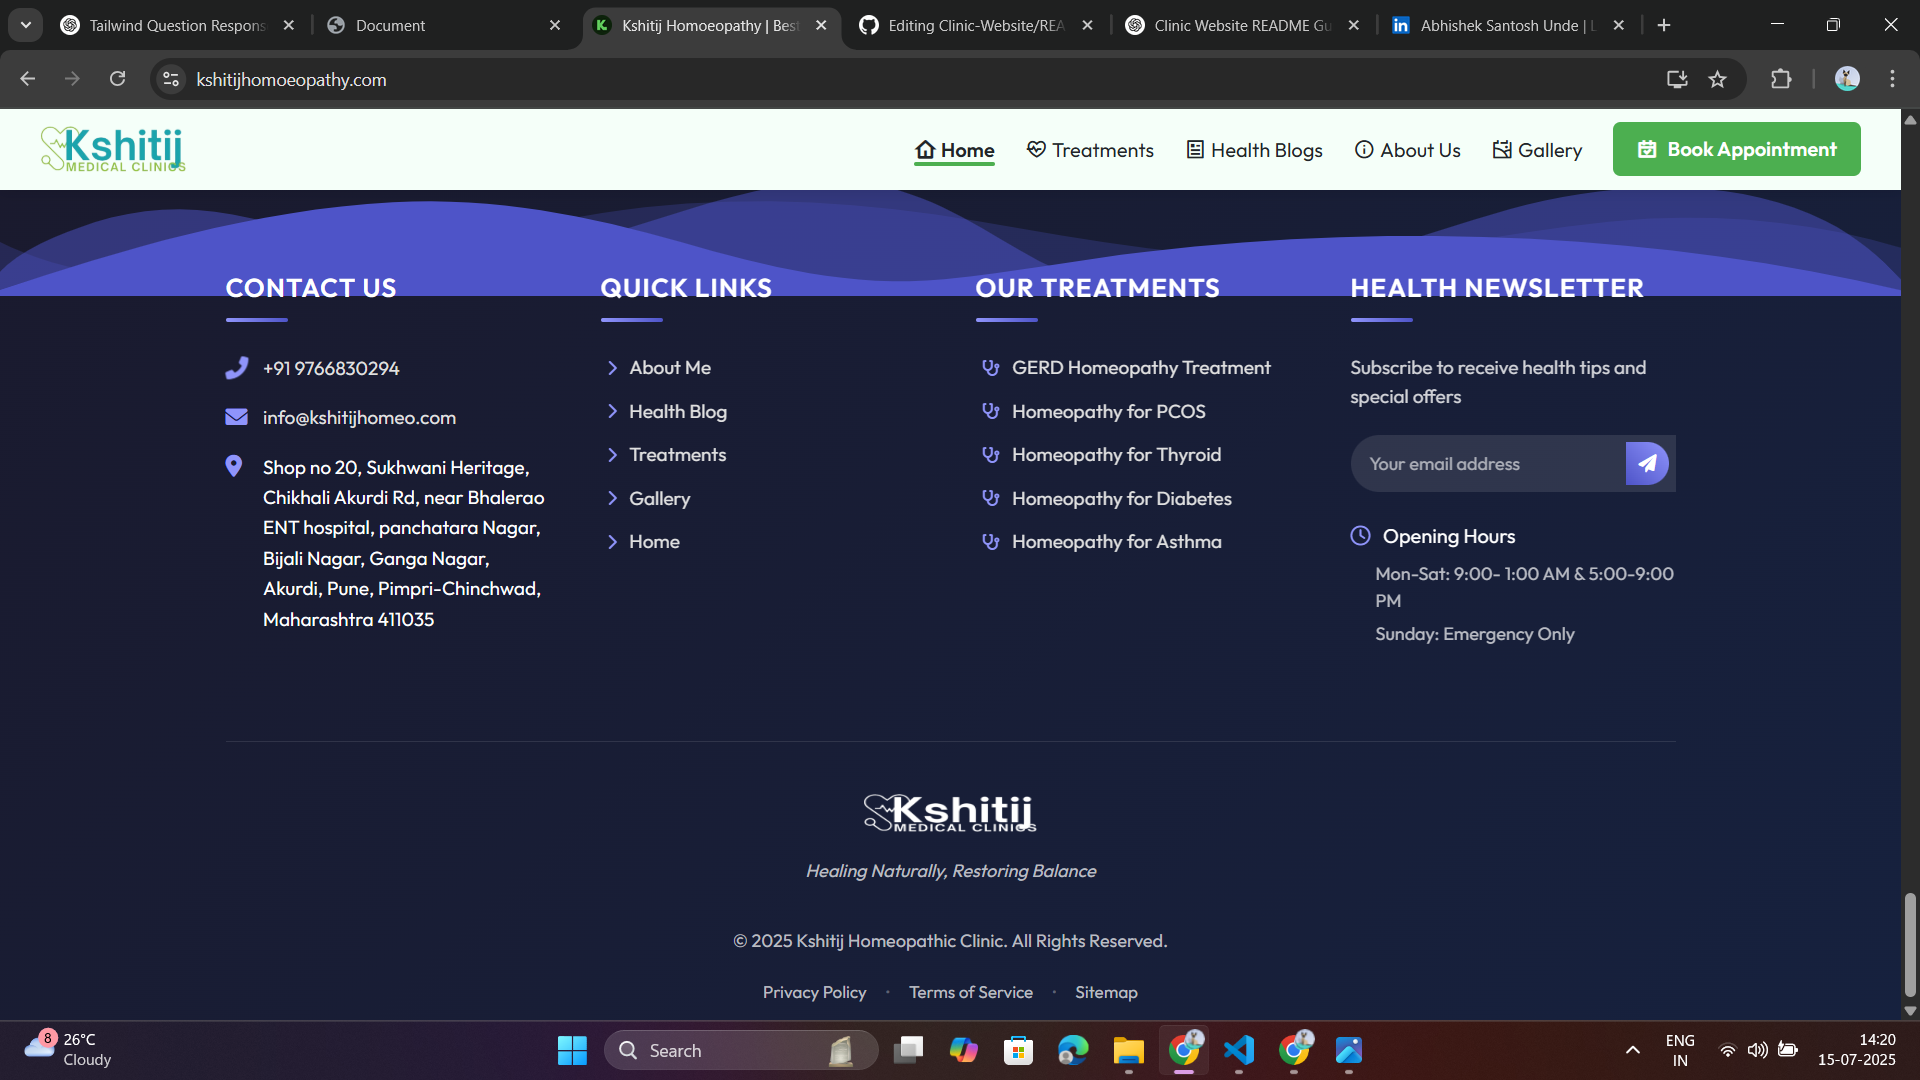 Tailwind Question Respons
Document
Kshitij Homoeopathy | Best
Editing Clinic-Website/REA
Clinic Website README Gu
in
Abhishek Santosh Unde | L
kshitijhomoeopathy.com
Kshitij
MEDICAL CLINICS
Home
Treatments
Health Blogs
About Us
Gallery
Book Appointment
CONTACT US
+91 9766830294
info@kshitijhomeo.com
Shop no 20, Sukhwani Heritage,
Chikhali Akurdi Rd, near Bhalerao
ENT hospital, panchatara Nagar,
Bijali Nagar, Ganga Nagar,
Akurdi, Pune, Pimpri-Chinchwad,
Maharashtra 411035
QUICK LINKS
About Me
Health Blog
Treatments
Gallery
Home
OUR TREATMENTS
GERD Homeopathy Treatment
Homeopathy for PCOS
Homeopathy for Thyroid
Homeopathy for Diabetes
Homeopathy for Asthma
HEALTH NEWSLETTER
Subscribe to receive health tips and
special offers
Your email address
Opening Hours
Mon-Sat: 9:00- 1:00 AM & 5:00-9:00
PM
Sunday: Emergency Only
Kshitij
MEDICAL CLINICS
Healing Naturally, Restoring Balance
© 2025 Kshitij Homeopathic Clinic. All Rights Reserved.
Privacy Policy • Terms of Service • Sitemap
8
26°C
Cloudy
Search
ENG
IN
14:20
15-07-2025